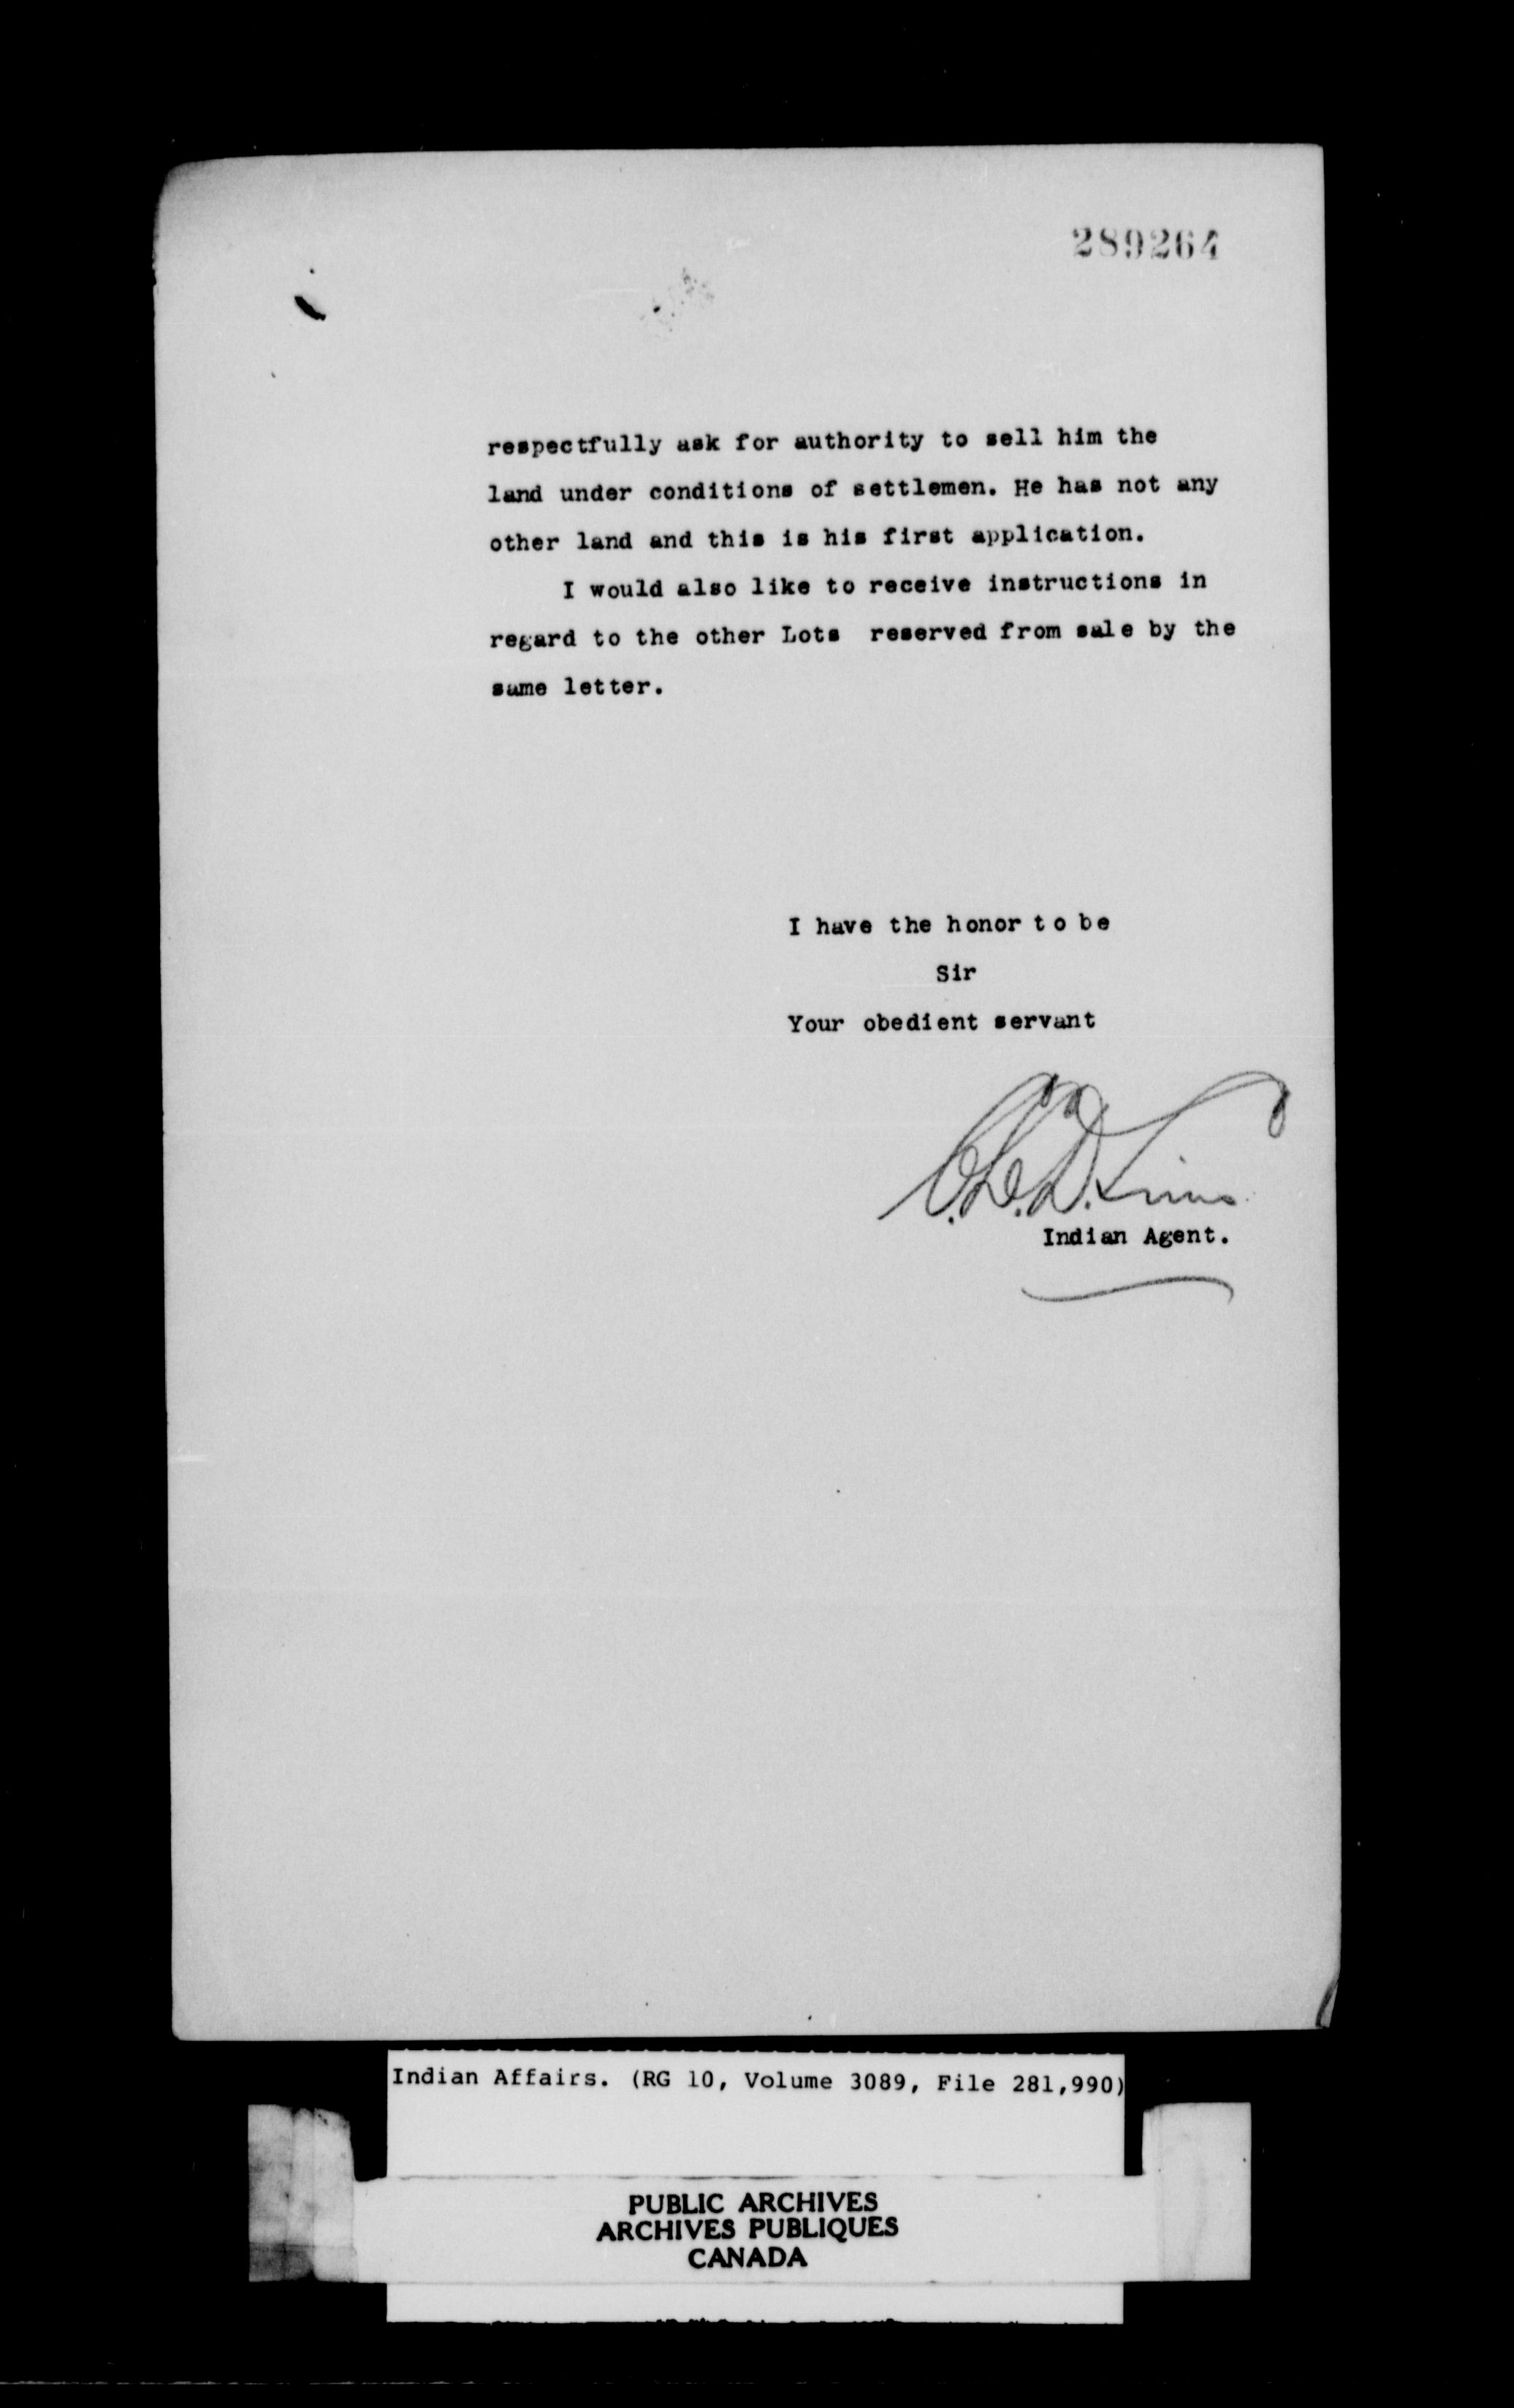 289264
respectfully ask for authority to sell him the
land under conditions of settlemen. He has not any
other land and this is his first application.
I would also like to receive instructions in
regard to the other Lots reserved from sale by the
same letter.
I have the honor to be
Sir
Your obedient servant
Indian Agent.
Indian Affairs. (RG 10, Volume 3089, File 281,990)
PUBLIC ARCHIVES
ARCHIVES PUBLIQUES
CANADA